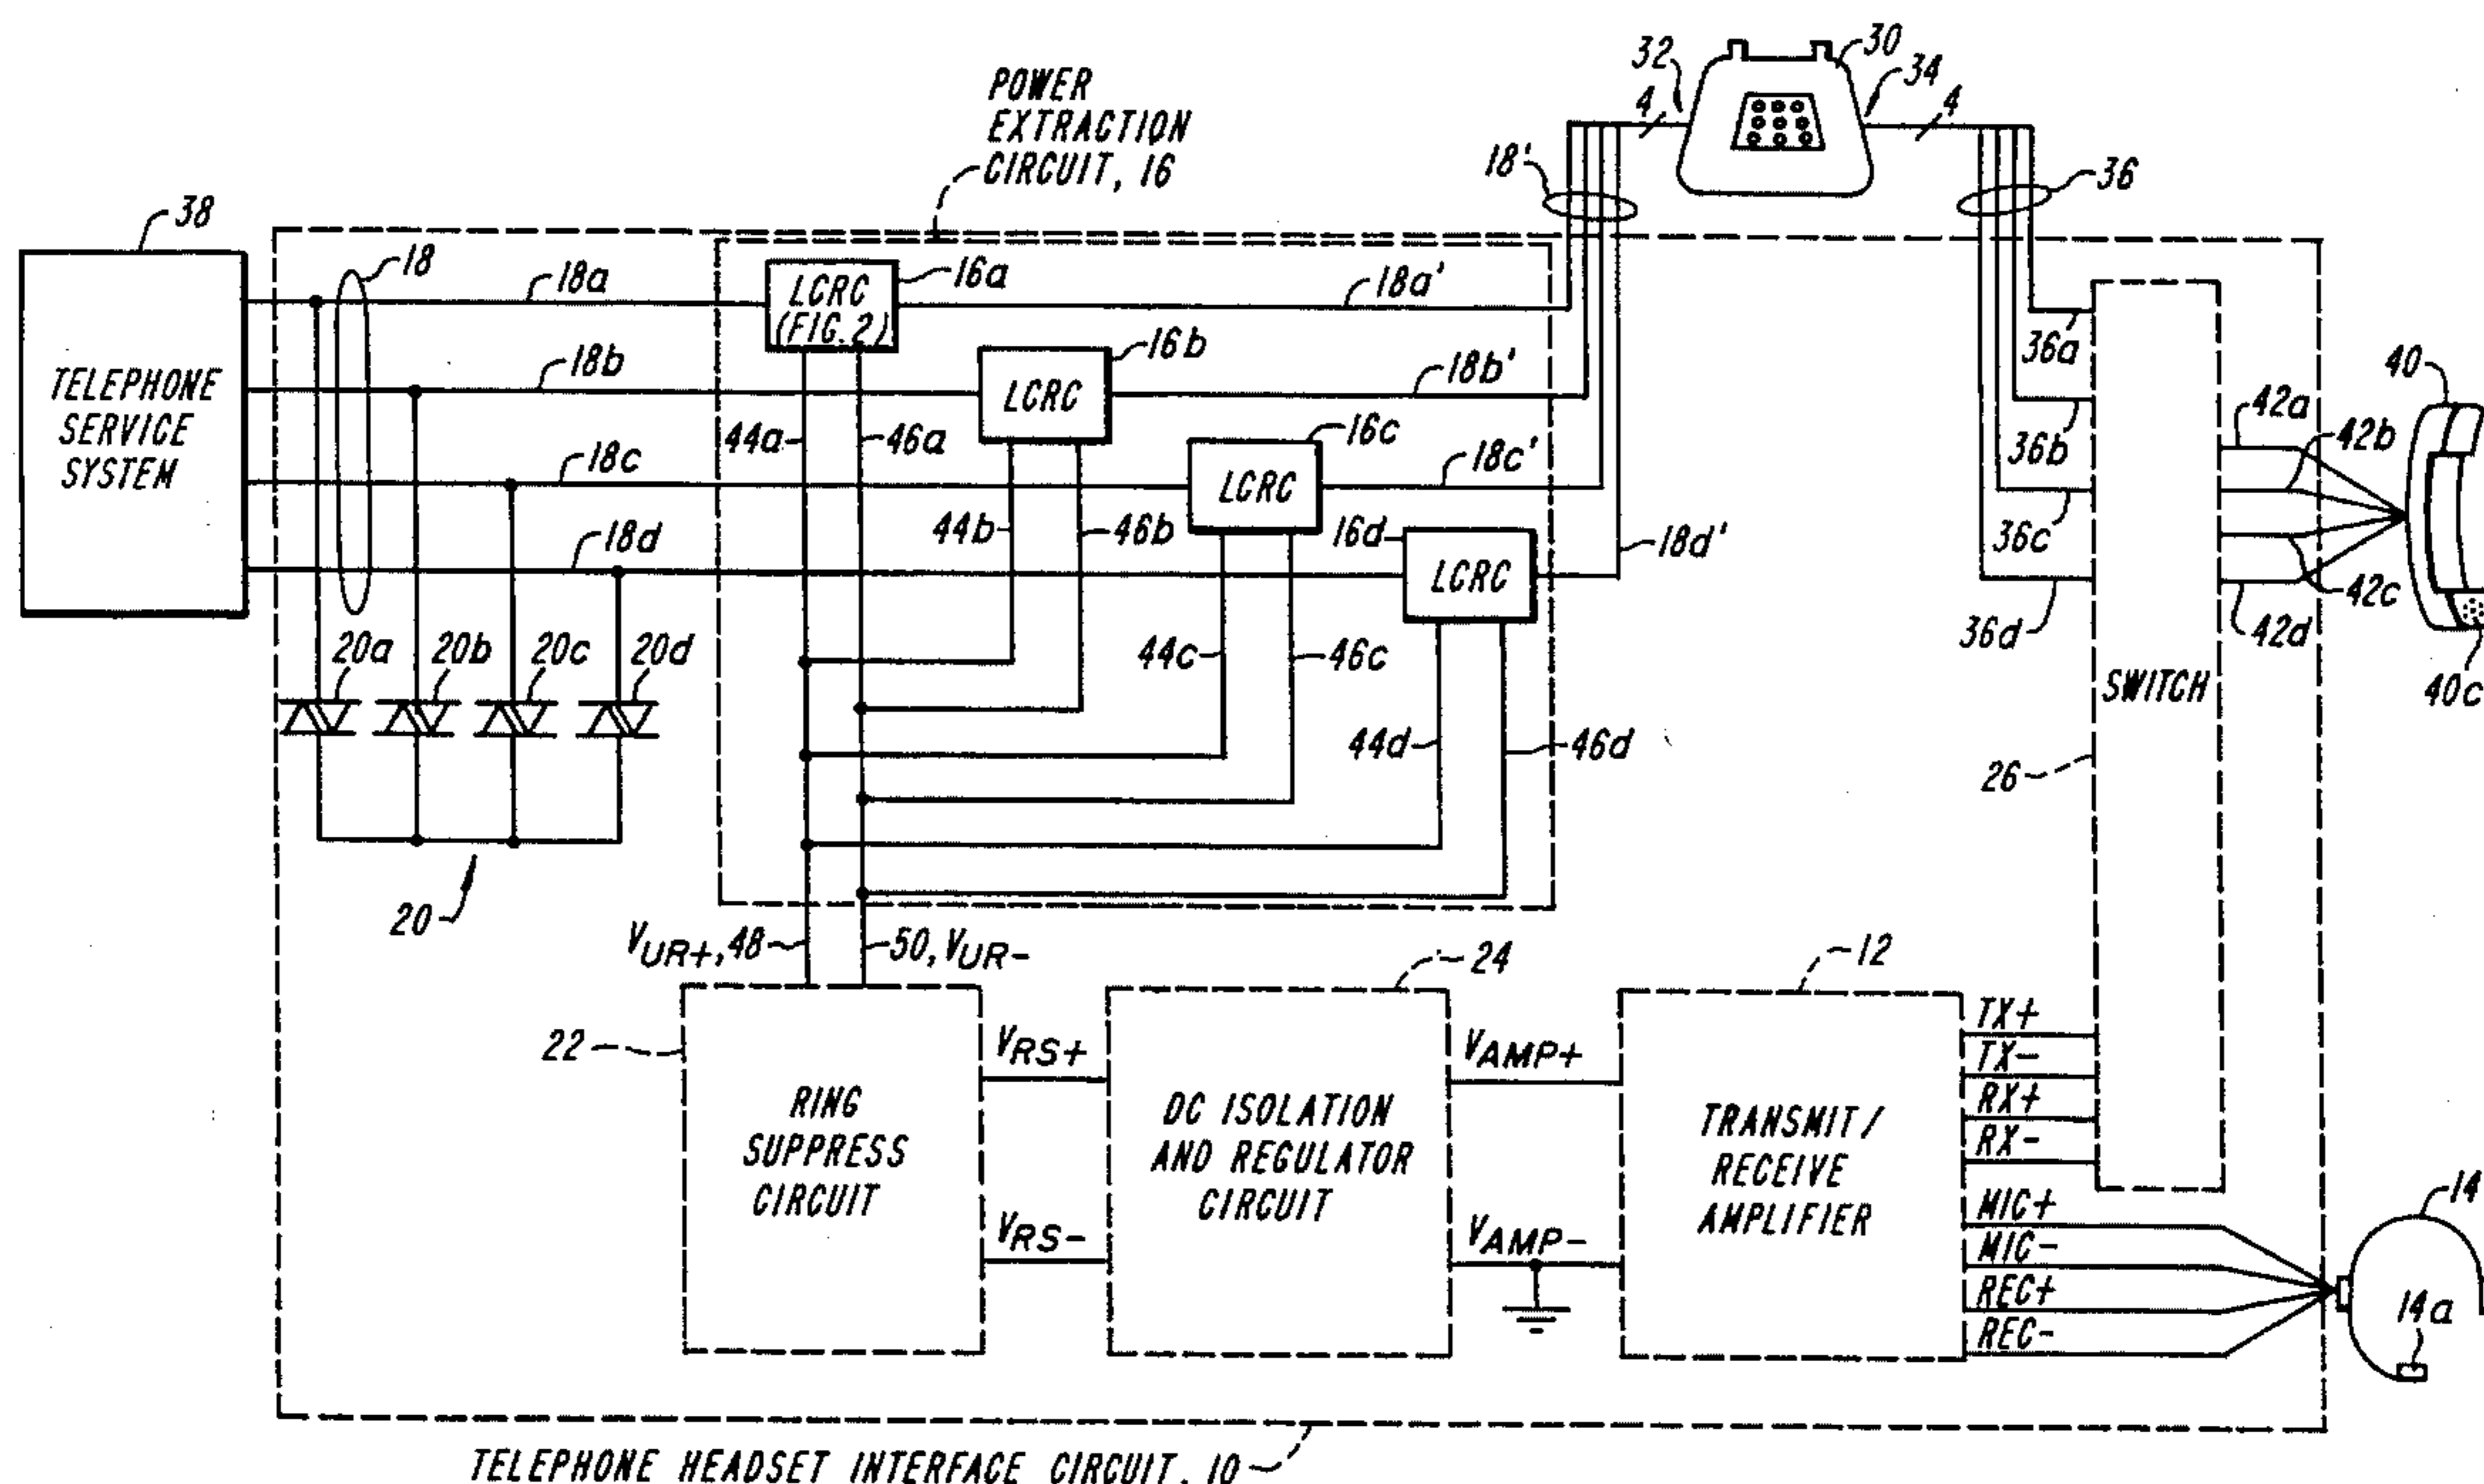 POWER
EXTRACTION
CIRCUIT, 16
32
30
34
4
4
18'
36
38
TELEPHONE
SERVICE
SYSTEM
18
18a
LCRC
(FIG. 2)
16a
18a'
18b
LCRC
16b
18b'
18c
LCRC
16c
18c'
18d
LCRC
16d
18d'
44a
46a
44b
46b
44c
46c
44d
46d
20a
20b
20c
20d
20
36a
36b
36c
36d
SWITCH
26
42a
42b
42c
42d
40
40c
VUR+, 48
50, VUR-
22
RING
SUPPRESS
CIRCUIT
VRS+
VRS-
24
DC ISOLATION
AND REGULATOR
CIRCUIT
VAMP+
VAMP-
12
TRANSMIT/
RECEIVE
AMPLIFIER
TX+
TX-
RX+
RX-
MIC+
MIC-
REC+
REC-
14
14a
TELEPHONE HEADSET INTERFACE CIRCUIT, 10